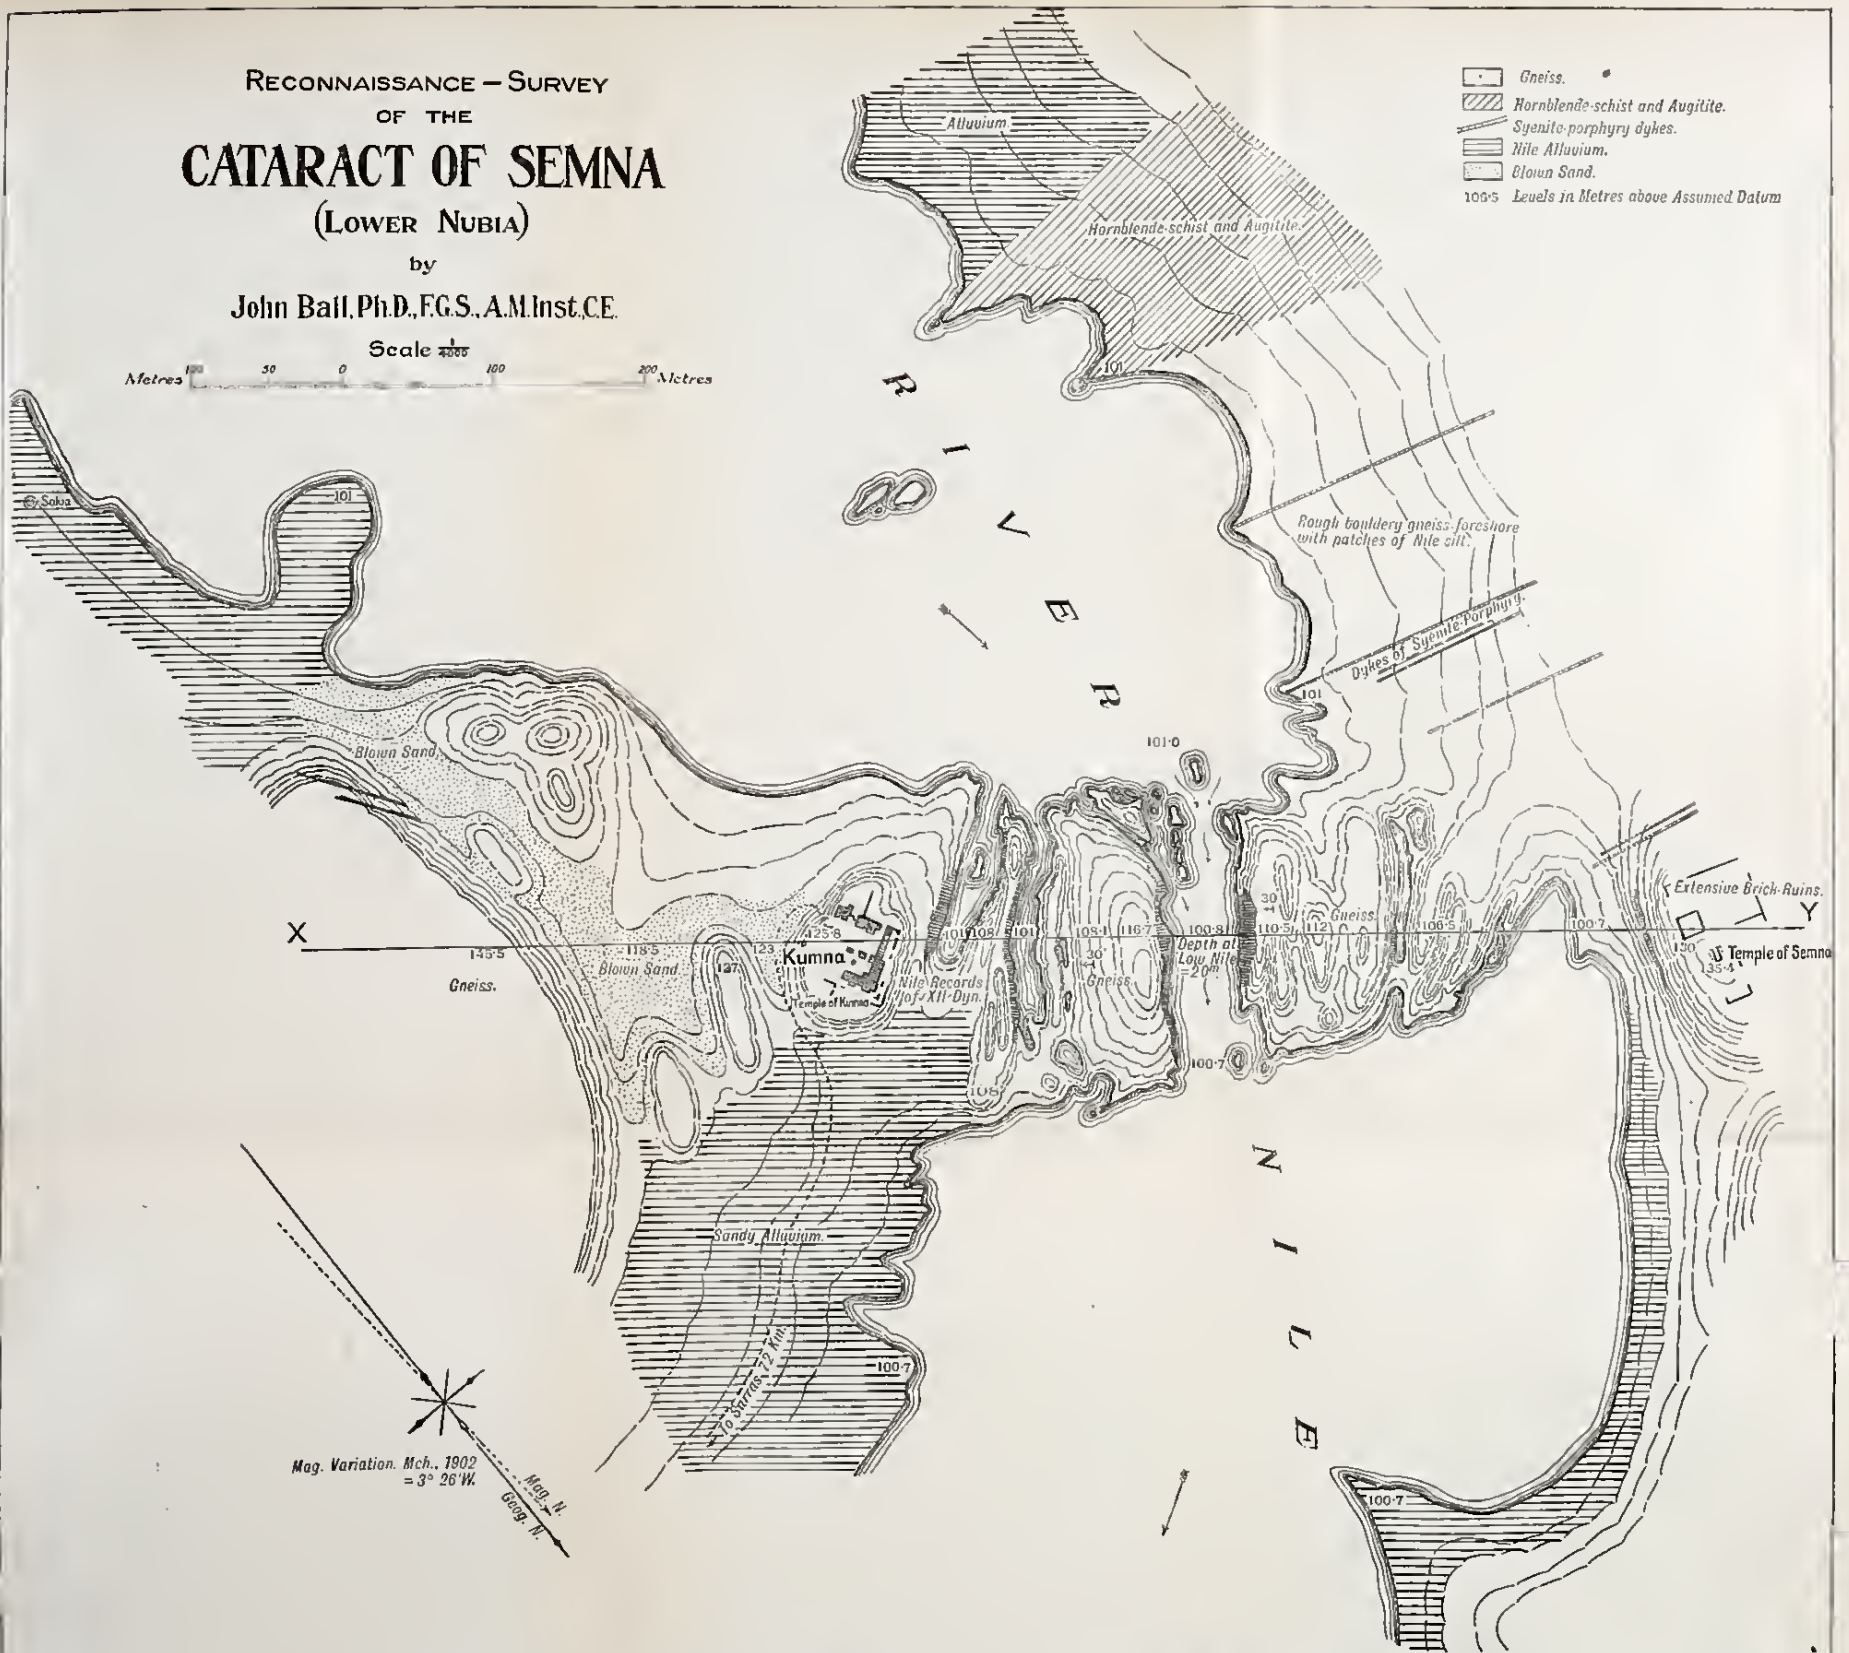 RECONNAISSANCE – SURVEY
OF THE
CATARACT OF SEMNA
(LOWER NUBIA)
by
John Ball, Ph.D., F.G.S., A.M.Inst.,C.E.
Scale 1/4000
Metres 100 50 0 100 200 Metres
Gneiss.
Hornblende-schist and Augitite.
Syenite-porphyry dykes.
Nile Alluvium.
Blown Sand.
Levels in Metres above Assumed Datum
Alluvium.
Hornblende-schist and Augitite.
101
RIVER
Sakia
101
Rough bouldery gneiss-foreshore
with patches of Nile silt.
Dykes of Syenite-Porphyry.
101
101·0
Blown Sand
Extensive Brick-Ruins.
X
Y
145·5
118·5
123
125·8
101
108
101
108·1
116·7
100·8
110·5
112
106·5
100·7
130
135·4
30
Gneiss.
Temple of Semna
Gneiss.
Blown Sand
127
Kumna
Temple of Kumna
Nile Records
of XII Dyn.
30°
Gneiss
Depth at
Low Nile
=20m
100·7
108
NILE
Sandy Alluvium.
100·7
To Sarras 72 Km.
Mag. Variation. Mch., 1902
= 3° 26'W.
Mag. N.
Geog. N.
100·7